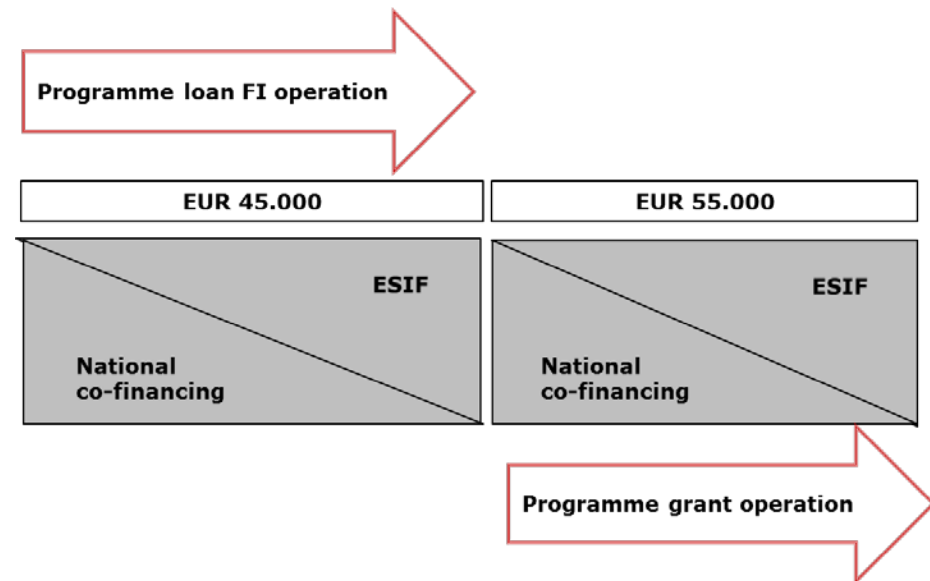 Programme loan FI operation
EUR 45.000
EUR 55.000
ESIF
ESIF
National
co-financing
National
co-financing
Programme grant operation